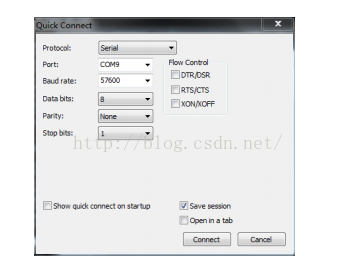 Quick Connect
x
Protocol: Serial
Port: COM9
Baud rate: 57600
Data bits: 8
Parity: None
Stop bits: 1
Flow Control
DTR/DSR
RTS/CTS
XON/XOFF
http://blog.csdn.net/
Show quick connect on startup
Save session
Open in a tab
Connect
Cancel